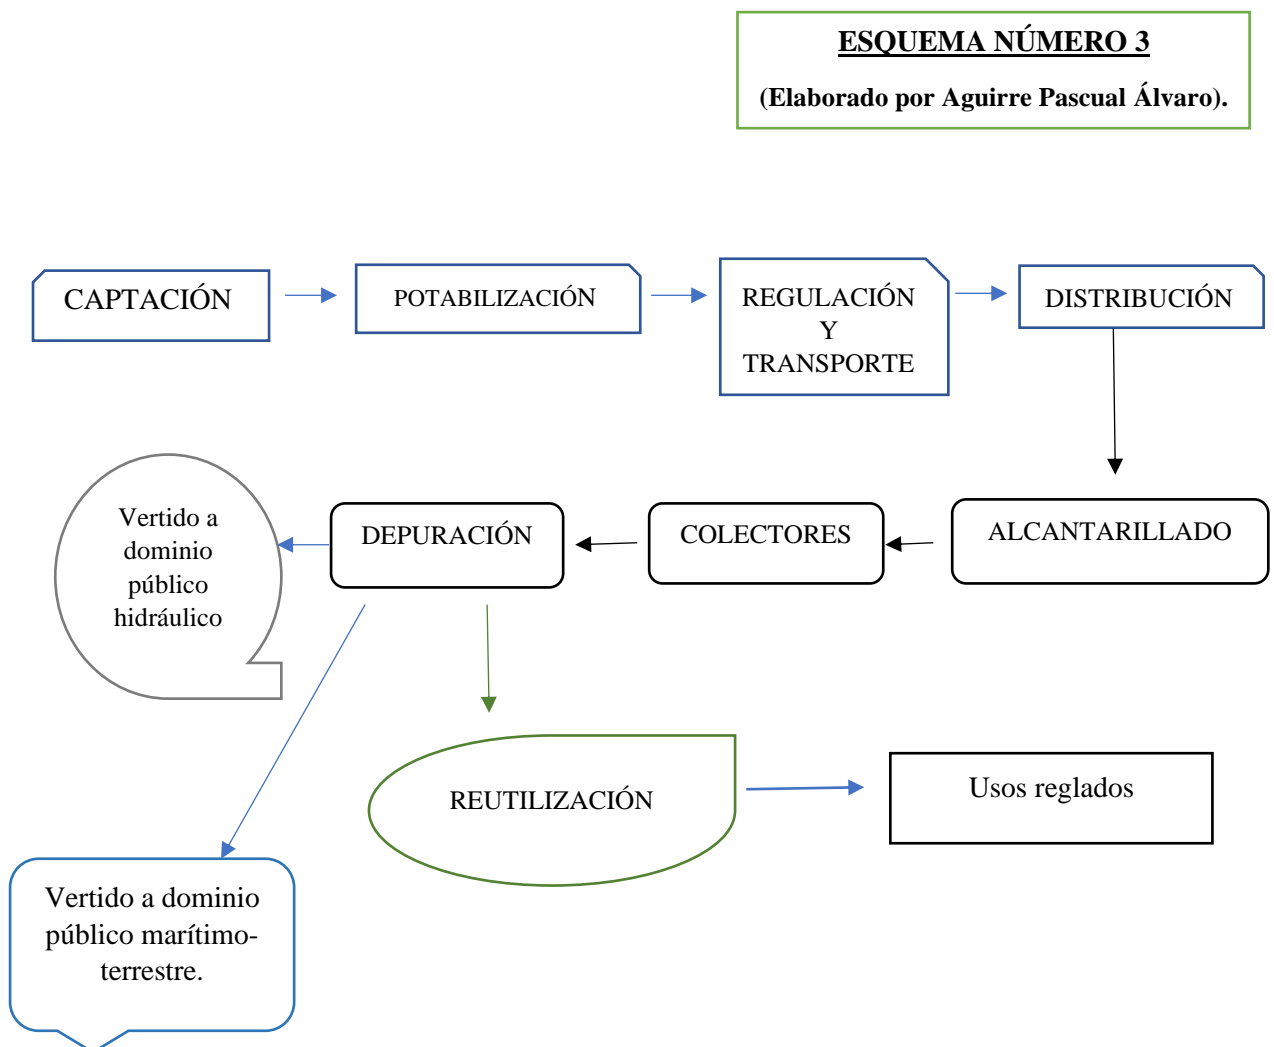 ESQUEMA NÚMERO 3
(Elaborado por Aguirre Pascual Álvaro).
CAPTACIÓN
POTABILIZACIÓN
REGULACIÓN
Y
TRANSPORTE
DISTRIBUCIÓN
ALCANTARILLADO
COLECTORES
DEPURACIÓN
Vertido a
dominio
público
hidráulico
REUTILIZACIÓN
Usos reglados
Vertido a dominio
público marítimo-
terrestre.